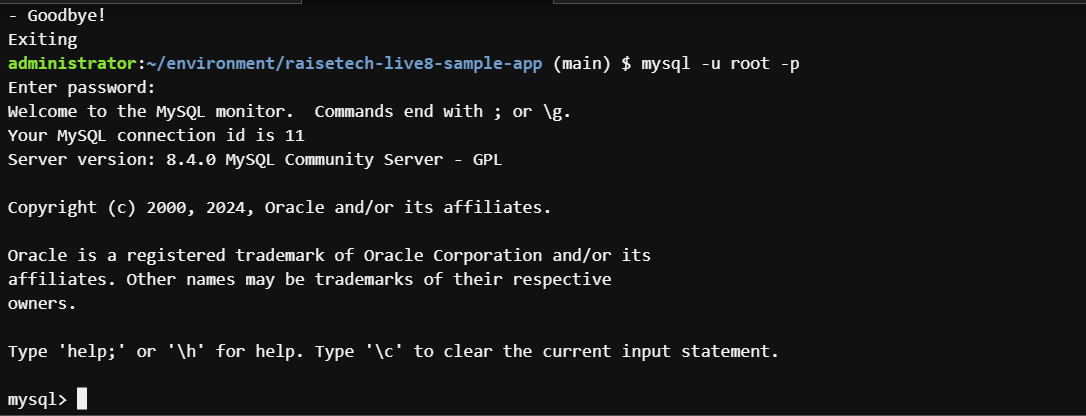 - Goodbye!
Exiting
administrator:~/environment/raisetech-live8-sample-app (main) $ mysql -u root -p
Enter password:
Welcome to the MySQL monitor.  Commands end with ; or \g.
Your MySQL connection id is 11
Server version: 8.4.0 MySQL Community Server - GPL

Copyright (c) 2000, 2024, Oracle and/or its affiliates.

Oracle is a registered trademark of Oracle Corporation and/or its
affiliates. Other names may be trademarks of their respective
owners.

Type 'help;' or '\h' for help. Type '\c' to clear the current input statement.

mysql>